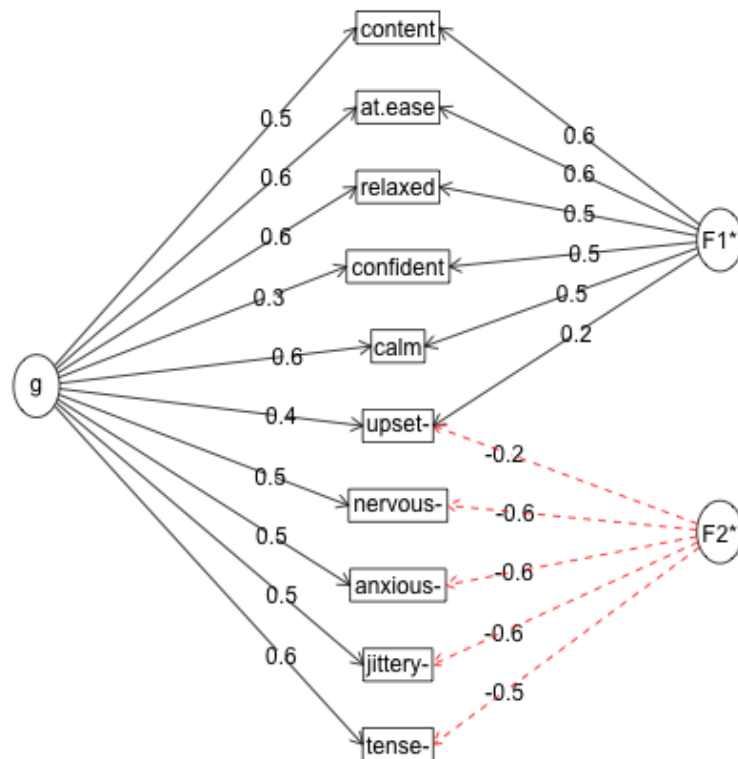 content
0.5
0.6
at.ease
0.6
0.6
relaxed
0.6
0.5
F1*
confident
0.3
0.5
calm
0.6
0.5
0.2
g
upset-
0.4
-0.2
nervous-
0.5
-0.6
F2*
anxious-
0.5
-0.6
jittery-
0.5
-0.6
tense-
0.6
-0.5